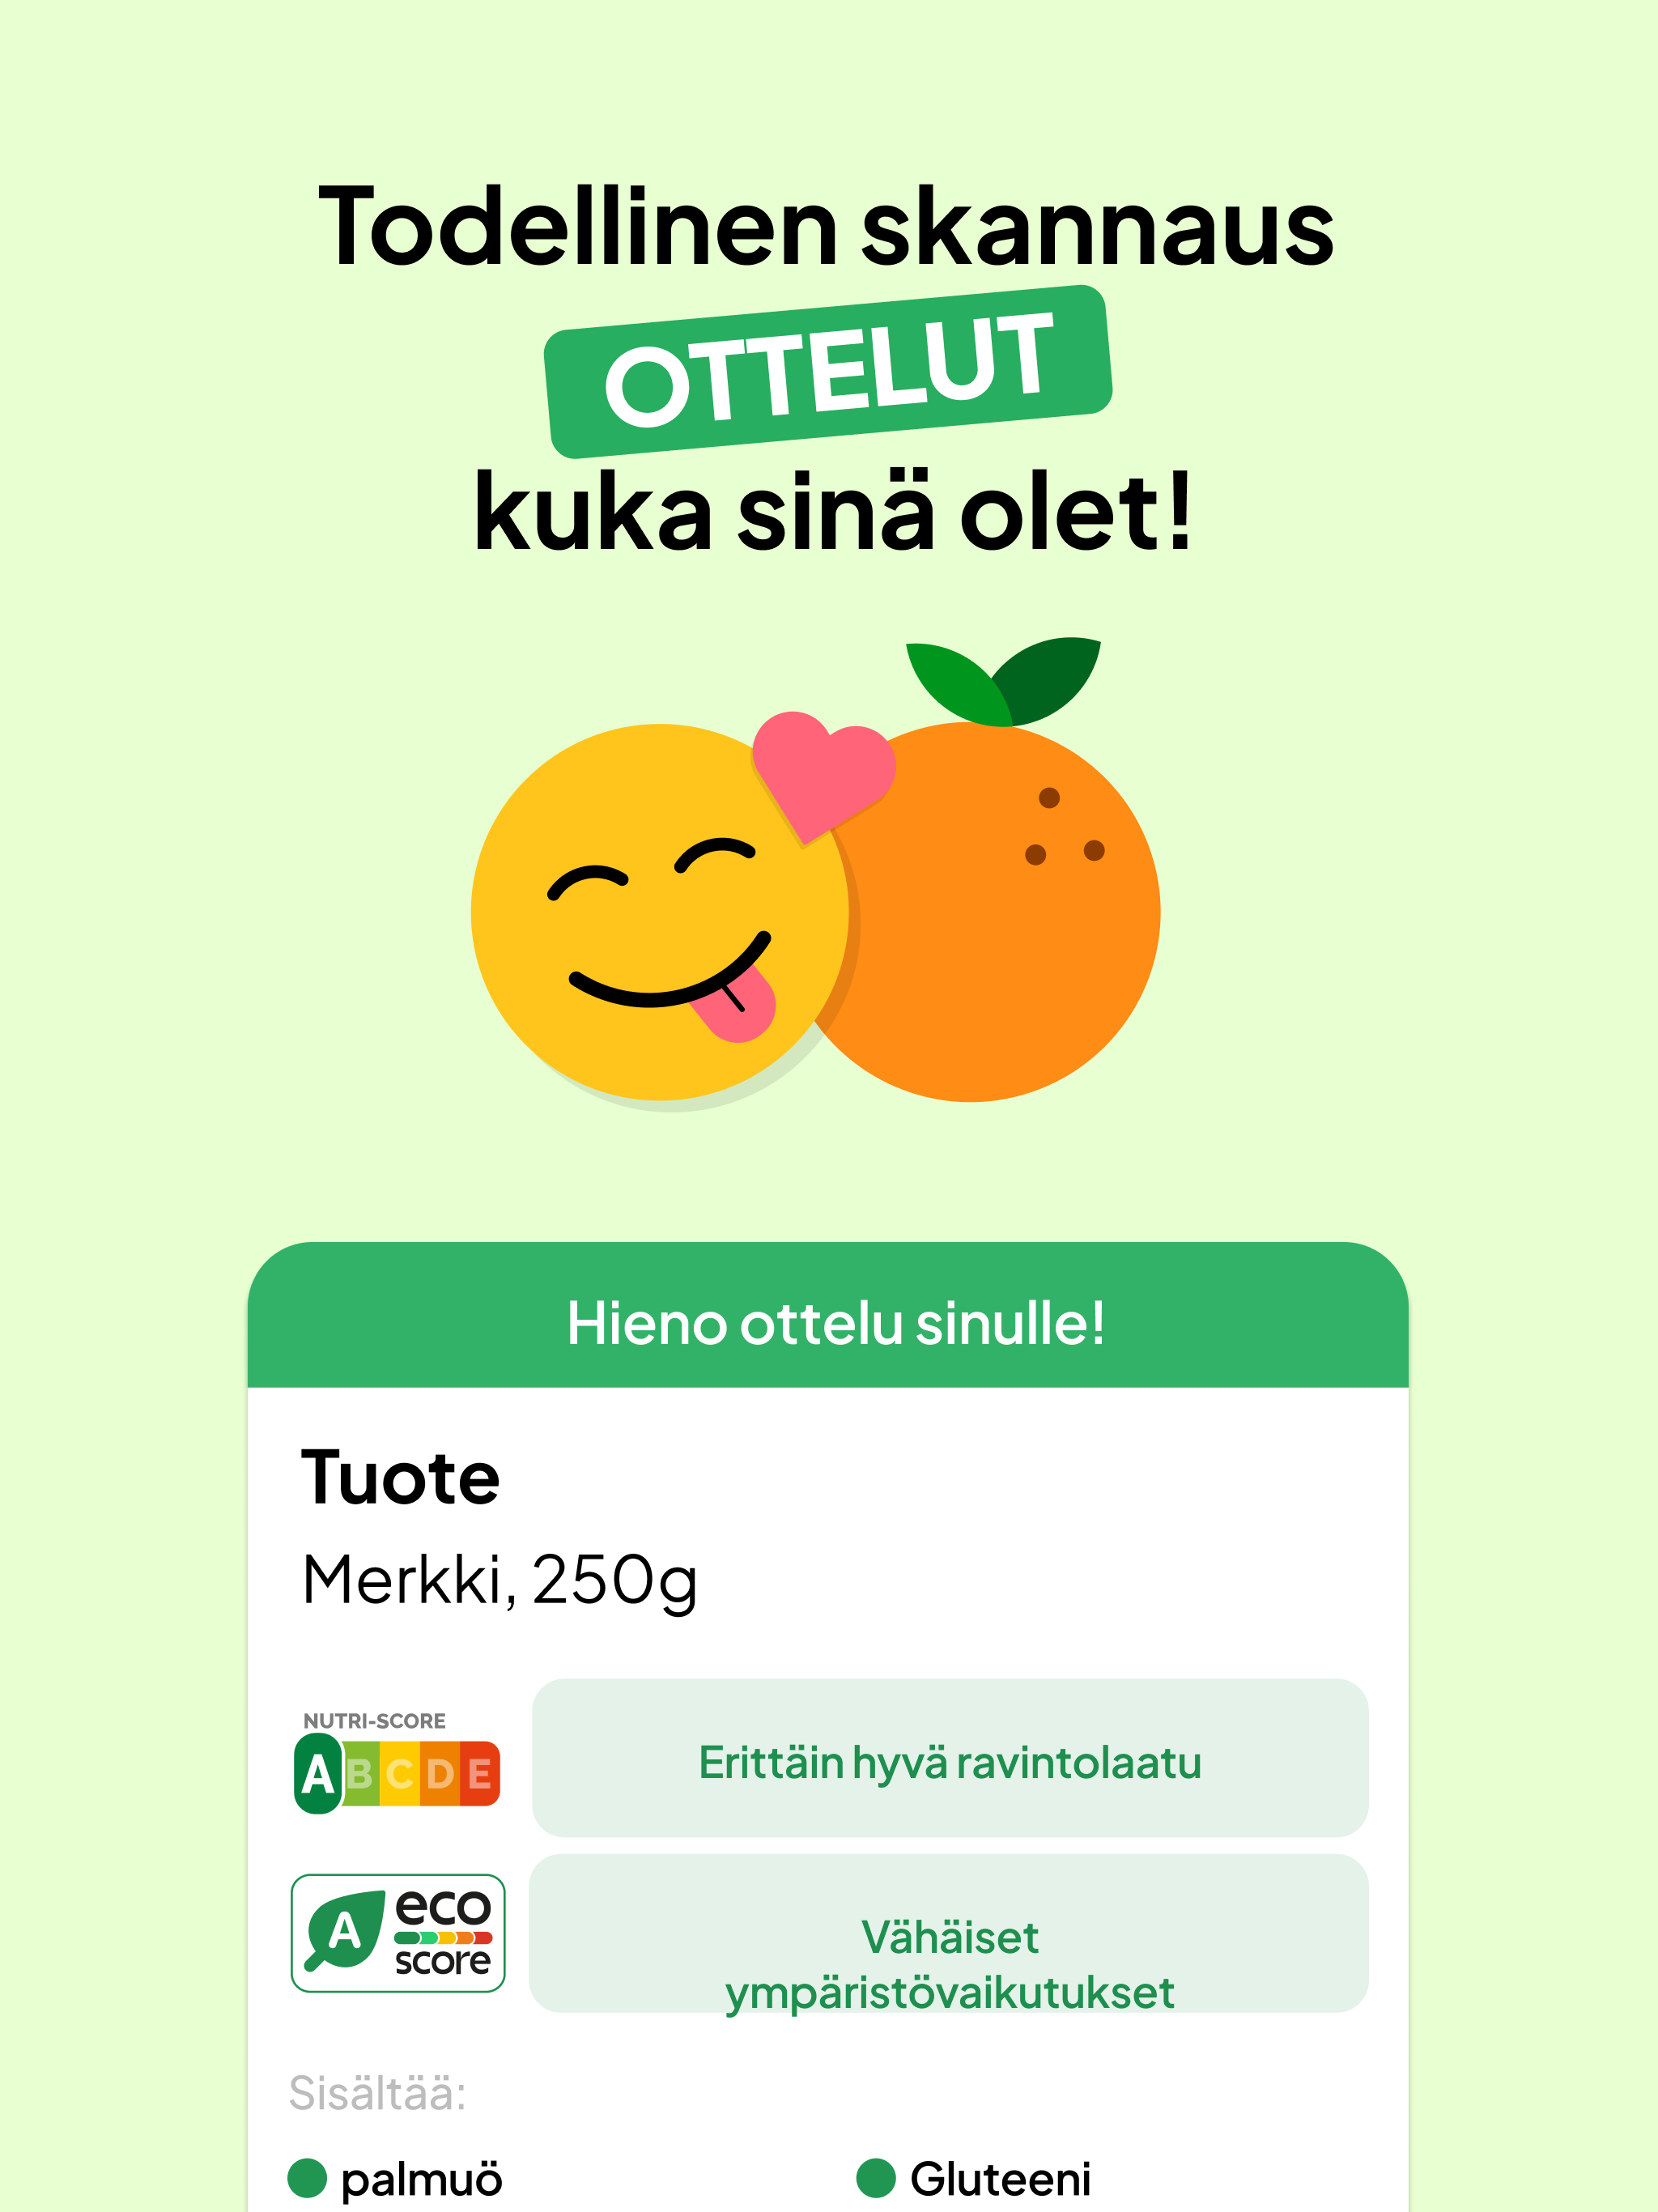 Todellinen skannaus
OTTELUT
kuka sinä olet!
Hieno ottelu sinulle!
Tuote
Merkki, 250g
NUTRI-SCORE
A B C D E
Erittäin hyvä ravintolaatu
A
eco
score
Vähäiset
ympäristövaikutukset
Sisältää:
palmuö
Gluteeni